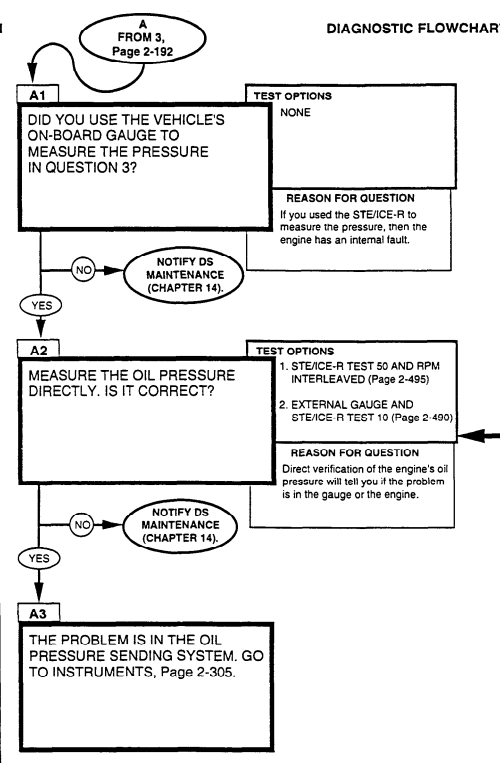 DIAGNOSTIC FLOWCHAR
A
FROM 3,
Page 2-192
A1
DID YOU USE THE VEHICLE'S
ON-BOARD GAUGE TO
MEASURE THE PRESSURE
IN QUESTION 3?
TEST OPTIONS
NONE
REASON FOR QUESTION
If you used the STE/ICE-R to
measure the pressure, then the
engine has an internal fault.
NO
NOTIFY DS
MAINTENANCE
(CHAPTER 14).
YES
A2
MEASURE THE OIL PRESSURE
DIRECTLY. IS IT CORRECT?
TEST OPTIONS
1. STE/ICE-R TEST 50 AND RPM
INTERLEAVED (Page 2-495)
2. EXTERNAL GAUGE AND
STE/ICE-R TEST 10 (Page 2-490)
REASON FOR QUESTION
Direct verification of the engine's oil
pressure will tell you if the problem
is in the gauge or the engine.
NO
NOTIFY DS
MAINTENANCE
(CHAPTER 14).
YES
A3
THE PROBLEM IS IN THE OIL
PRESSURE SENDING SYSTEM. GO
TO INSTRUMENTS, Page 2-305.